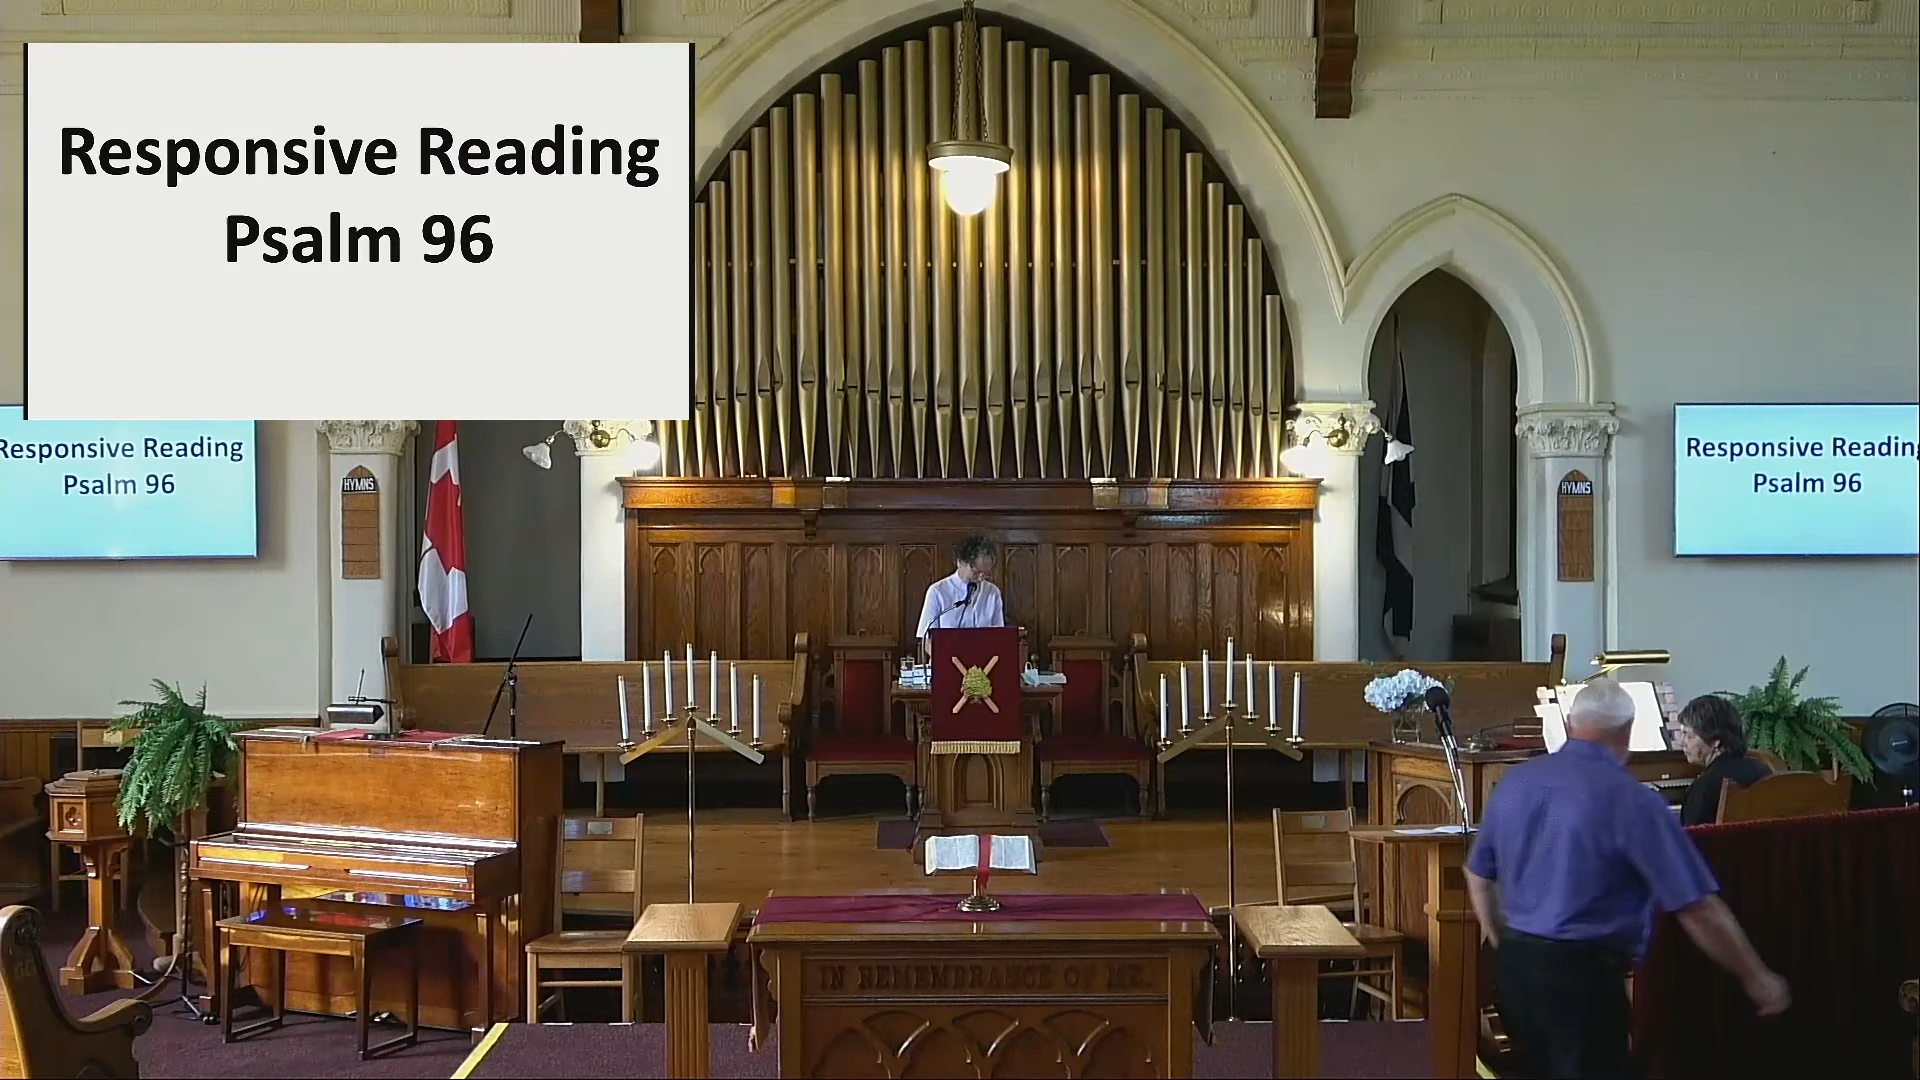 Responsive Reading
Psalm 96
Responsive Reading
Psalm 96
HYMNS
HYMNS
Responsive Reading
Psalm 96
IN REMEMBRANCE OF ME